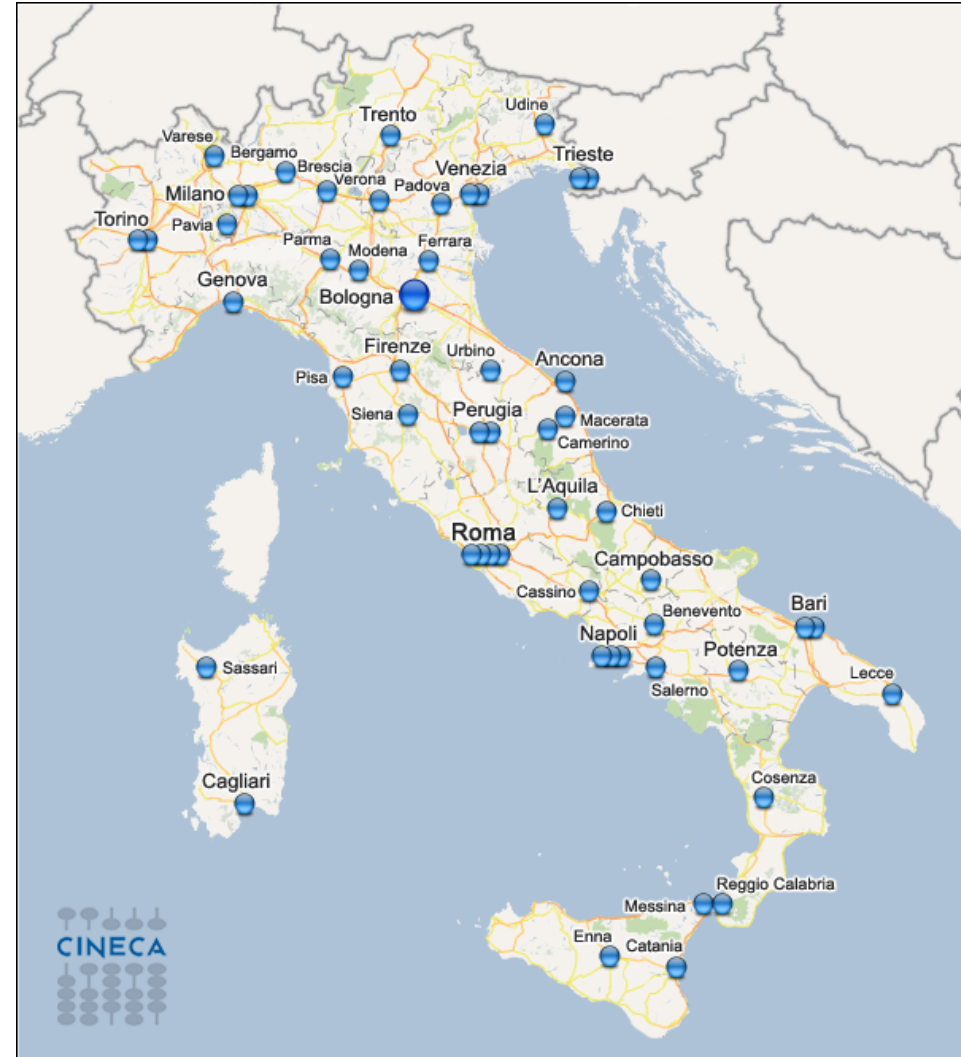 Udine
Trento
Varese
Bergamo
Trieste
Brescia
Venezia
Verona
Padova
Milano
Torino
Pavia
Parma
Modena
Ferrara
Genova
Bologna
Firenze
Urbino
Ancona
Pisa
Siena
Perugia
Macerata
Camerino
L'Aquila
Chieti
Roma
Campobasso
Cassino
Benevento
Bari
Napoli
Potenza
Sassari
Salerno
Lecce
Cagliari
Cosenza
Reggio Calabria
Messina
Enna
Catania
CINECA